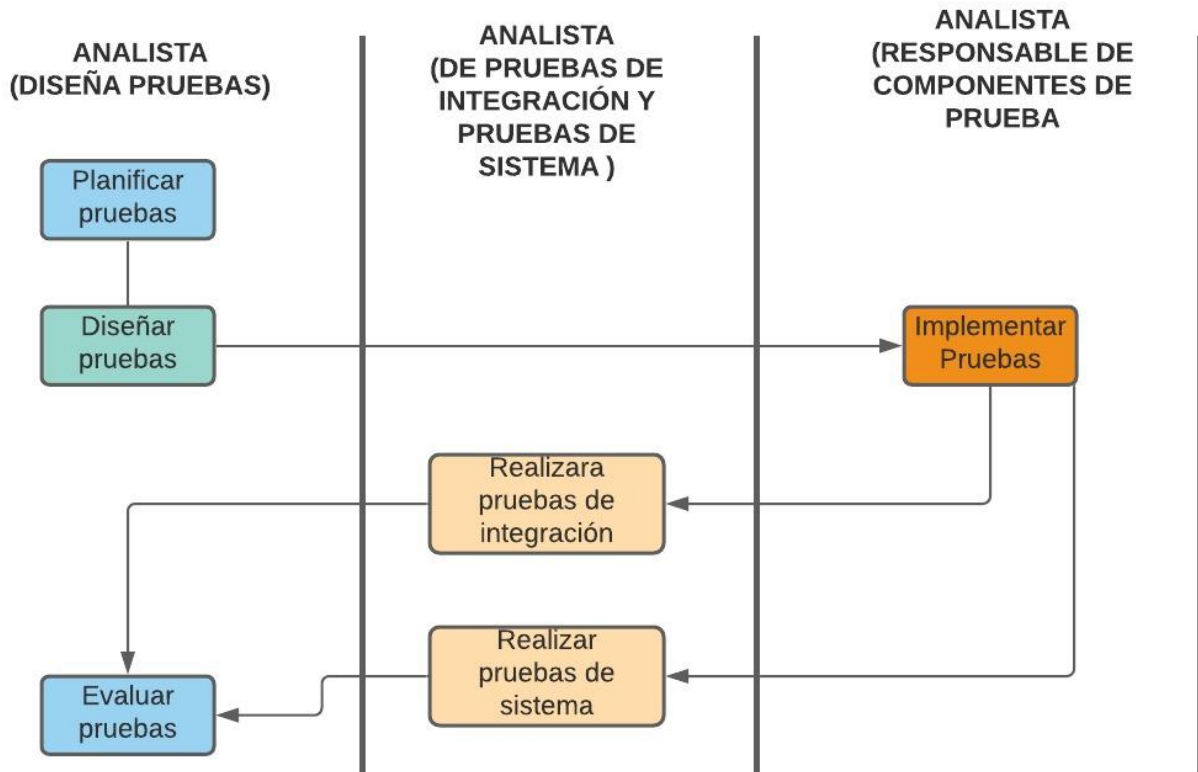 ANALISTA
(DISEÑA PRUEBAS)
ANALISTA
(DE PRUEBAS DE
INTEGRACIÓN Y
PRUEBAS DE
SISTEMA )
ANALISTA
(RESPONSABLE DE
COMPONENTES DE
PRUEBA
Planificar
pruebas
Diseñar
pruebas
Implementar
Pruebas
Realizara
pruebas de
integración
Realizar
pruebas de
sistema
Evaluar
pruebas